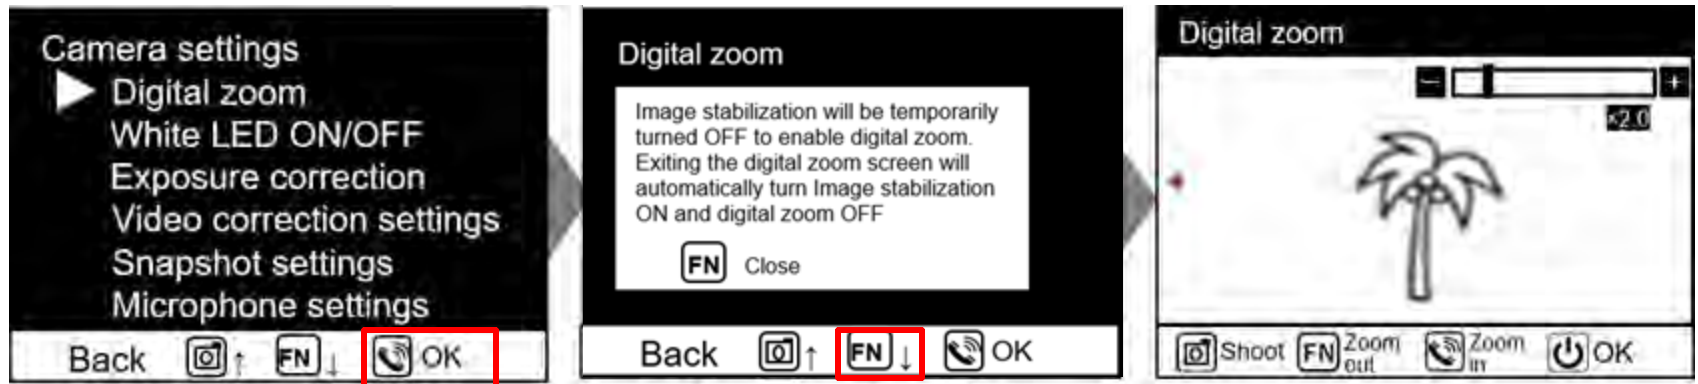 Camera settings
Digital zoom
White LED ON/OFF
Exposure correction
Video correction settings
Snapshot settings
Microphone settings
Back ↑ FN ↓ OK
Digital zoom
Image stabilization will be temporarily
turned OFF to enable digital zoom.
Exiting the digital zoom screen will
automatically turn Image stabilization
ON and digital zoom OFF
FN Close
Back ↑ FN ↓ OK
Digital zoom
- +
×2.0
Shoot FN Zoom out Zoom in OK